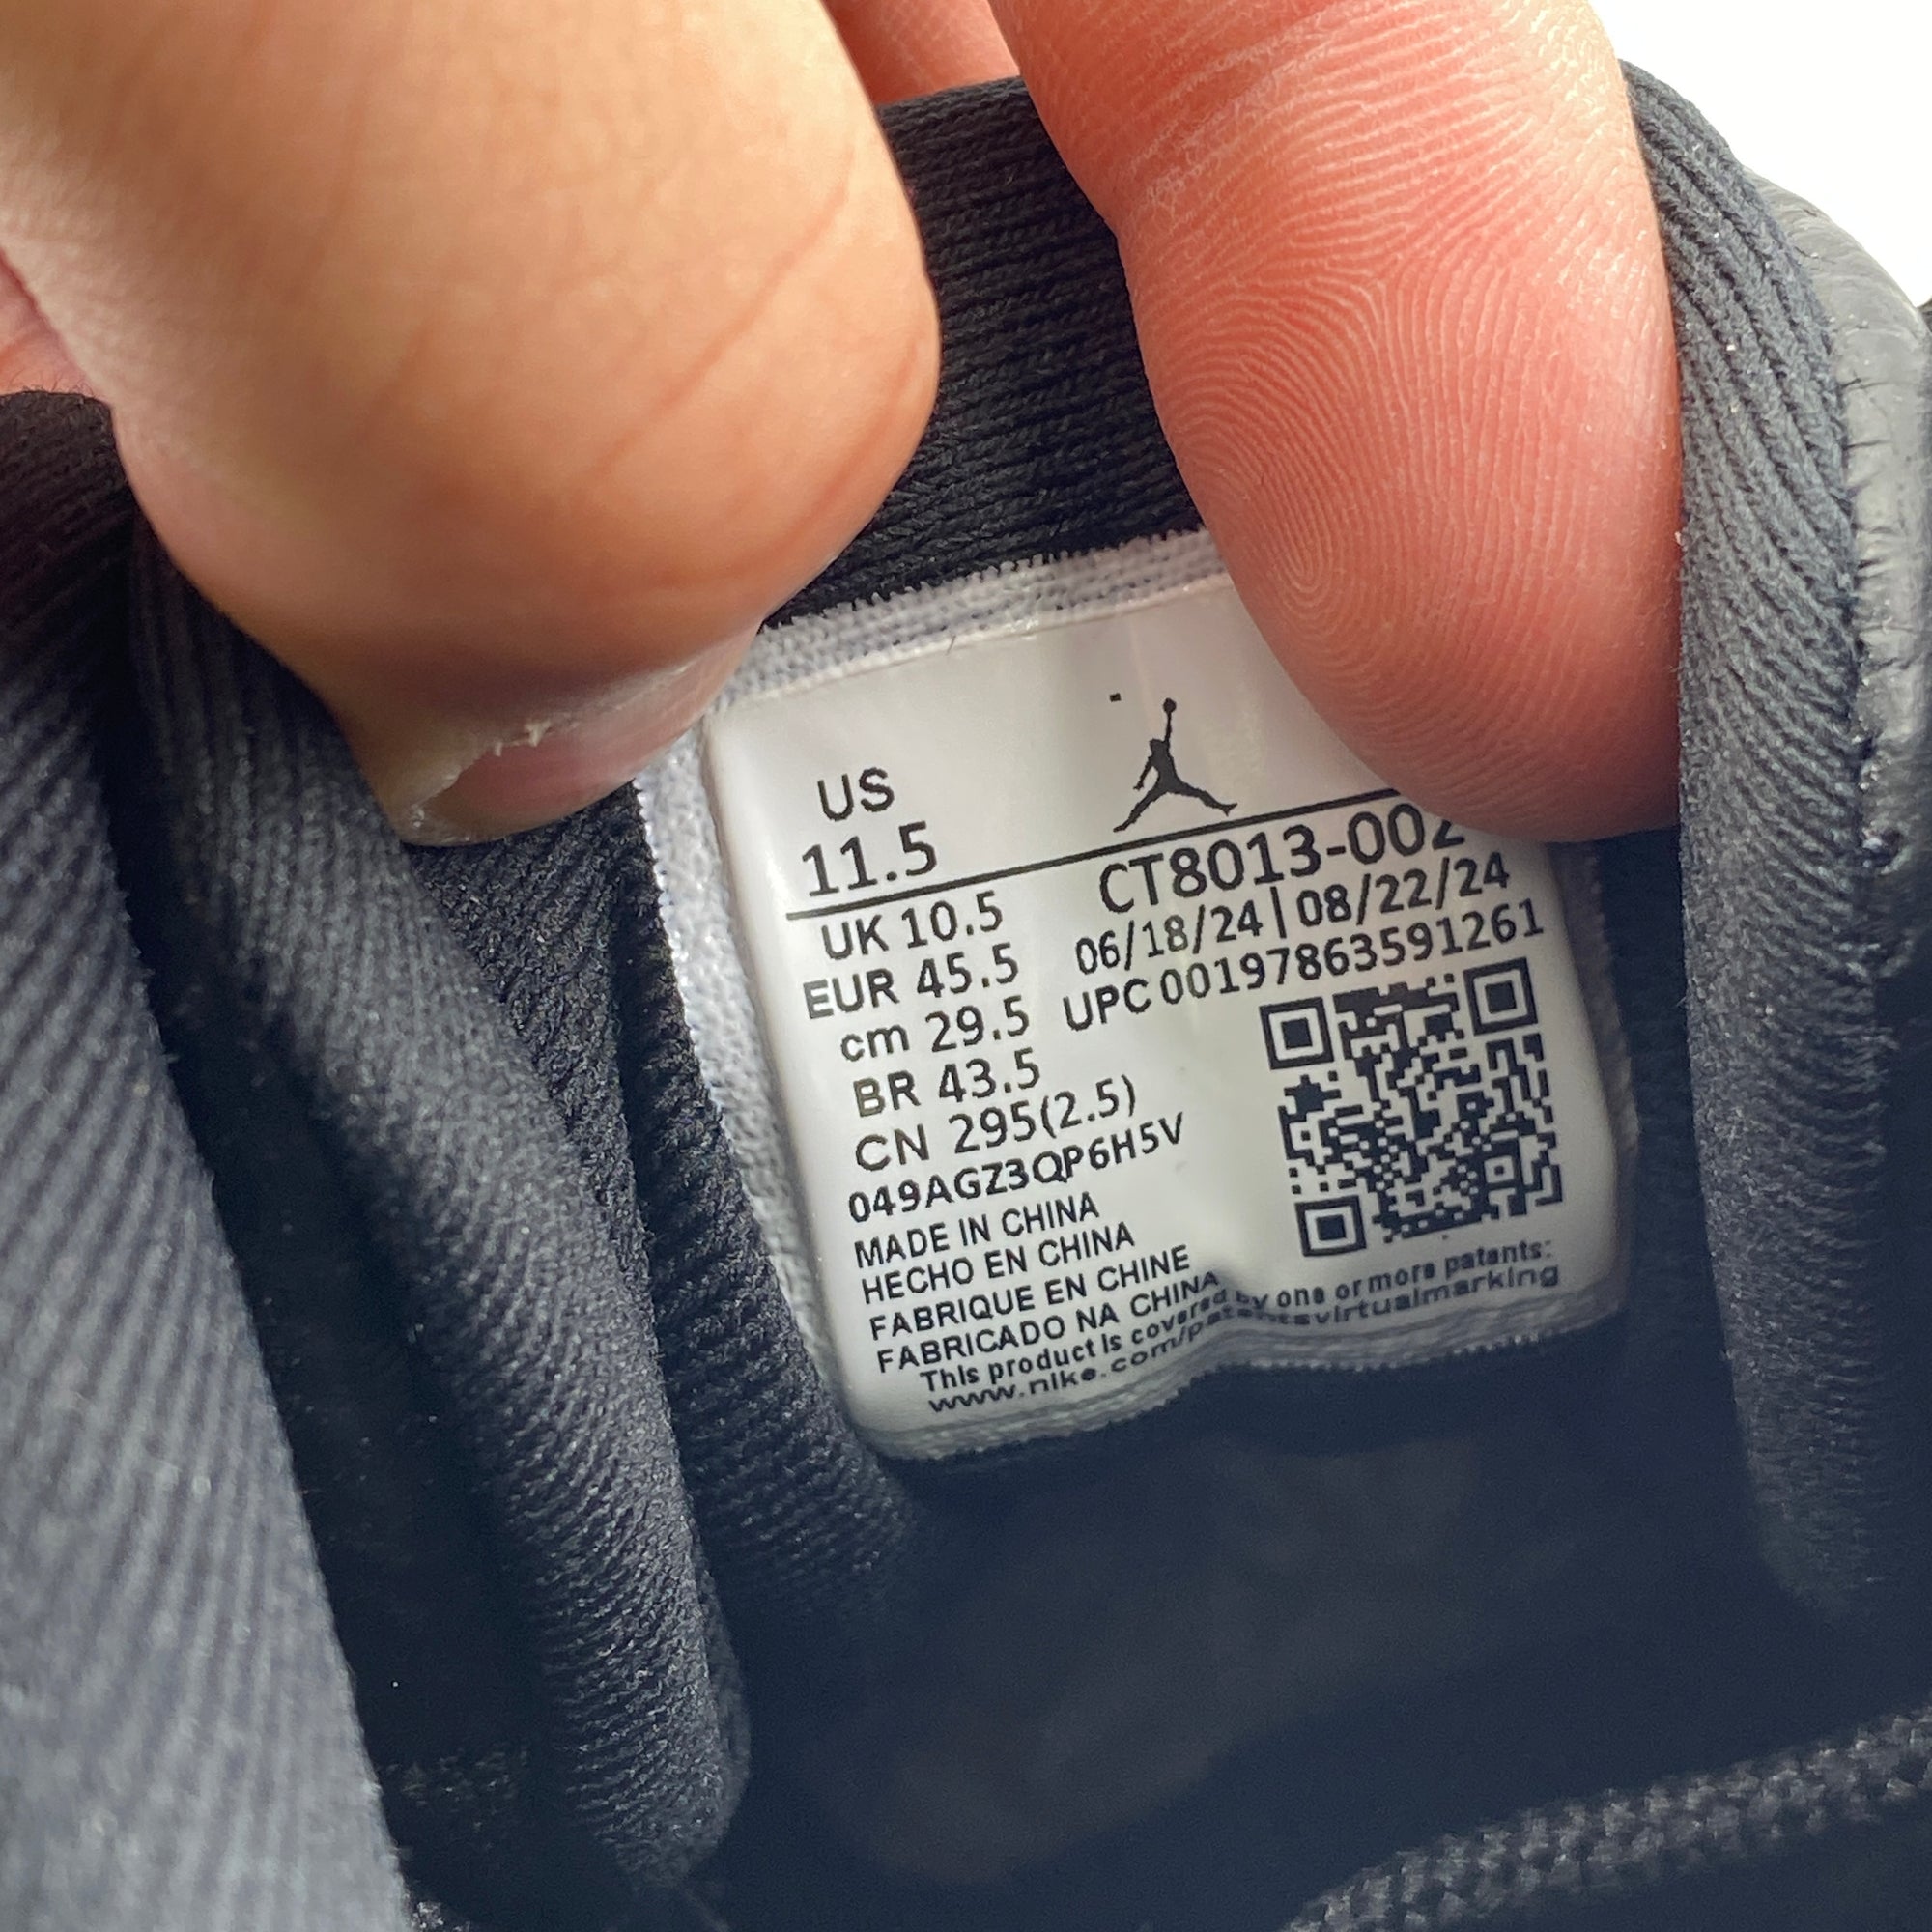 US
11.5
CT8013-002
UK 10.5
06/18/24 | 08/22/24
EUR 45.5
UPC 00197863591261
cm 29.5
BR 43.5
CN 295(2.5)
049AGZ3QP6H5V
MADE IN CHINA
HECHO EN CHINA
FABRIQUE EN CHINE
FABRICADO NA CHINA
This product is covered by one or more patents:
www.nike.com/patentsvirtualmarking